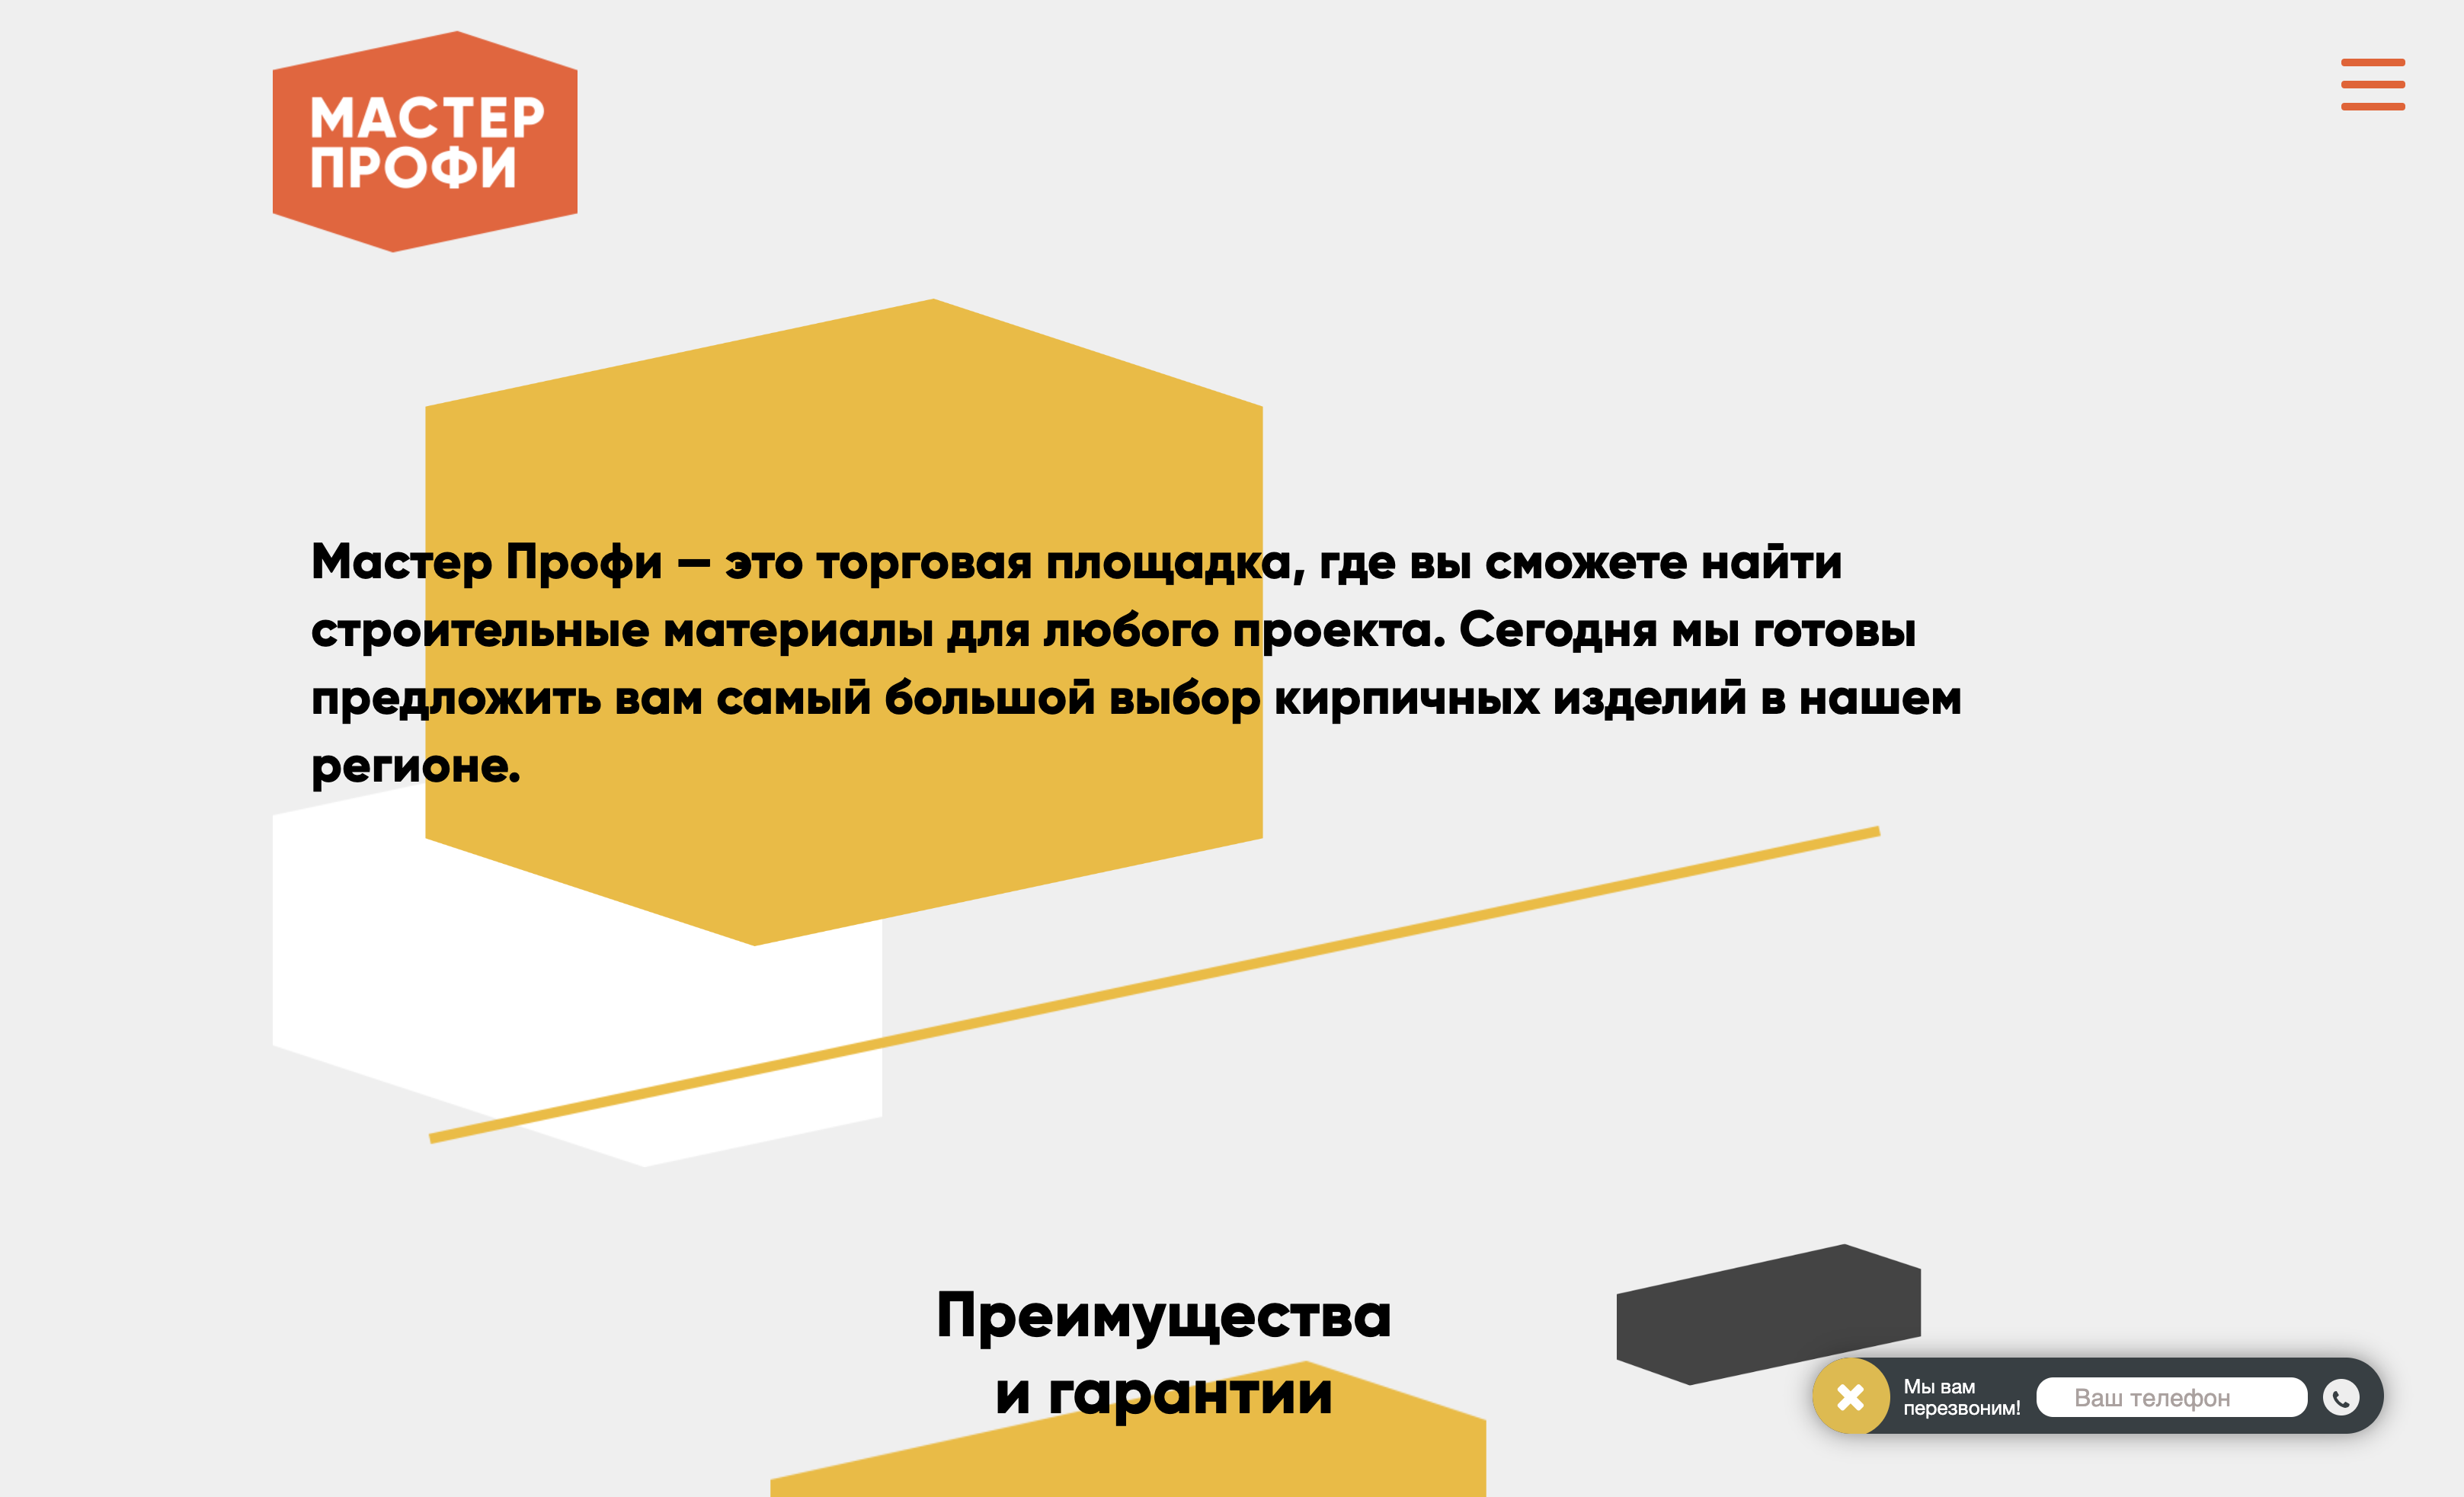 МАСТЕР
ПРОФИ
Мастер Профи — это торговая площадка, где вы сможете найти
строительные материалы для любого проекта. Сегодня мы готовы
предложить вам самый большой выбор кирпичных изделий в нашем
регионе.
Преимущества
и гарантии
Мы вам
перезвоним!
Ваш телефон